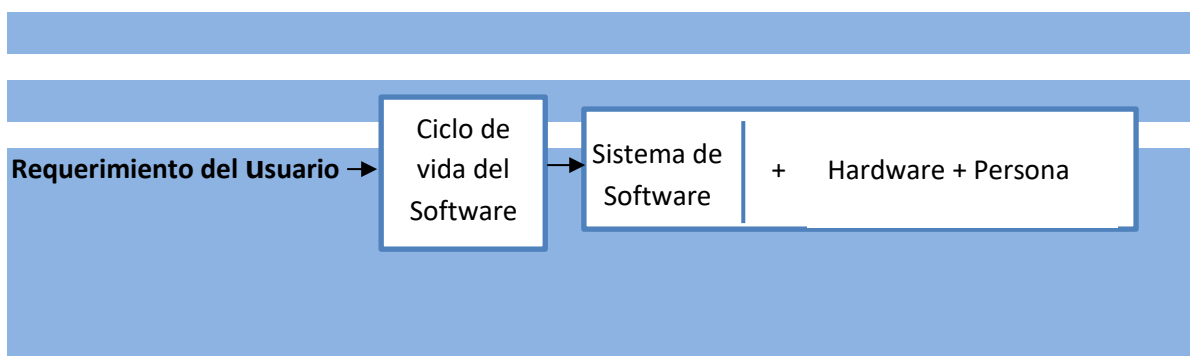 Requerimiento del usuario
Ciclo de
vida del
Software
Sistema de
Software
+ Hardware + Persona